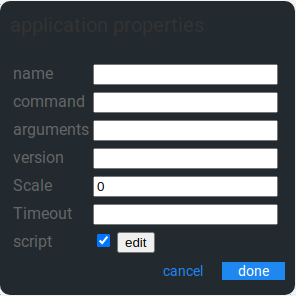 application properties
name
command
arguments
version
Scale 0
Timeout
script edit
cancel done